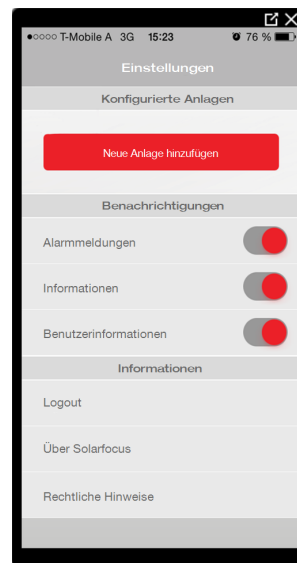 ●○○○○ T-Mobile A 3G 15:23 76 %
Einstellungen
Konfigurierte Anlagen
Neue Anlage hinzufügen
Benachrichtigungen
Alarmmeldungen
Informationen
Benutzerinformationen
Informationen
Logout
Über Solarfocus
Rechtliche Hinweise